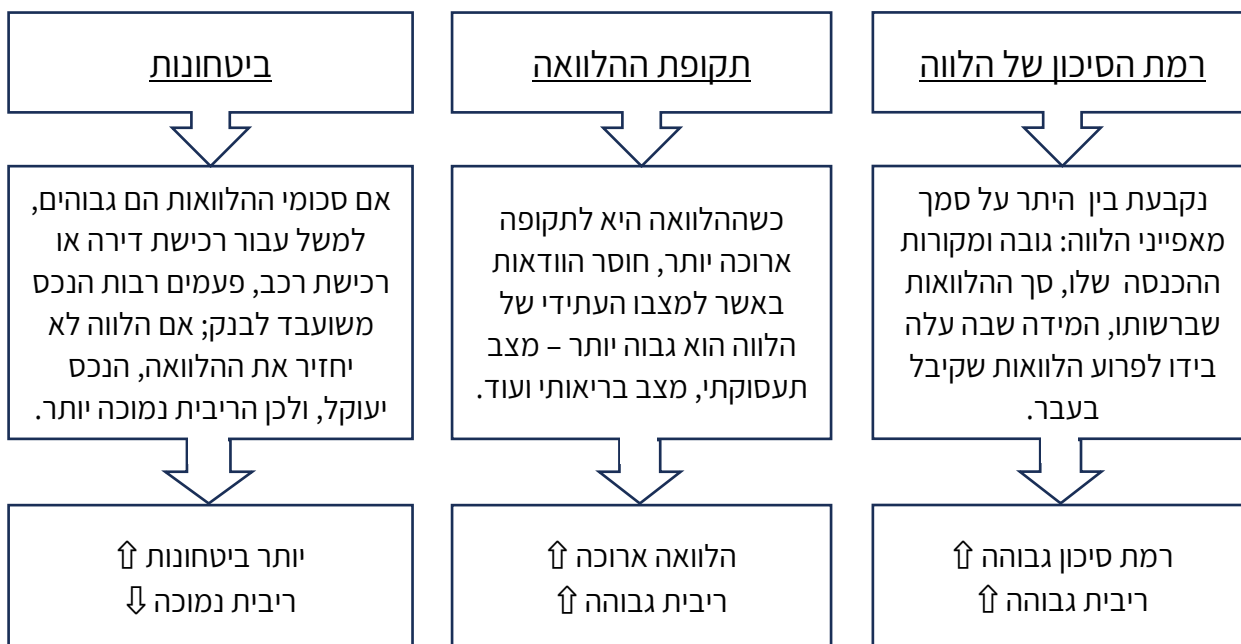 רמת הסיכון של הלווה
נקבעת בין היתר על סמך
מאפייני הלווה: גובה ומקורות
ההכנסה שלו, סך ההלוואות
שברשותו, המידה שבה עלה
בידו לפרוע הלוואות שקיבל
בעבר.
רמת סיכון גבוהה ⇧
ריבית גבוהה ⇧
תקופת ההלוואה
כשההלוואה היא לתקופה
ארוכה יותר, חוסר הוודאות
באשר למצבו העתידי של
הלווה הוא גבוה יותר – מצב
תעסוקתי, מצב בריאותי ועוד.
הלוואה ארוכה ⇧
ריבית גבוהה ⇧
ביטחונות
אם סכומי ההלוואות הם גבוהים,
למשל עבור רכישת דירה או
רכישת רכב, פעמים רבות הנכס
משועבד לבנק; אם הלווה לא
יחזיר את ההלוואה, הנכס
יעוקל, ולכן הריבית נמוכה יותר.
יותר ביטחונות ⇧
ריבית נמוכה ⇩